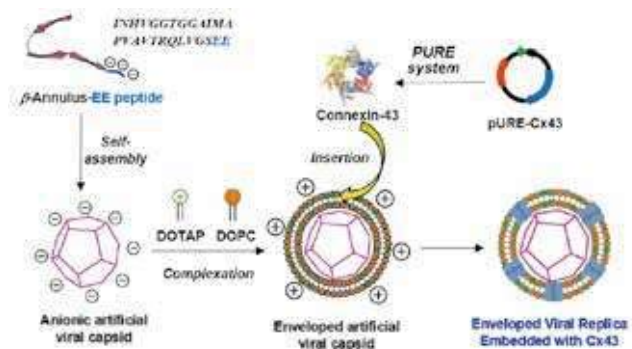 INHVGGTGGAIMA
PVAVTRQLVGSEE
β-Annulus-EE peptide
Self-
assembly
PURE
system
Connexin-43
pURE-Cx43
Insertion
DOTAP
DOPC
Complexation
Anionic artificial
viral capsid
Enveloped artificial
viral capsid
Enveloped Viral Replica
Embedded with Cx43